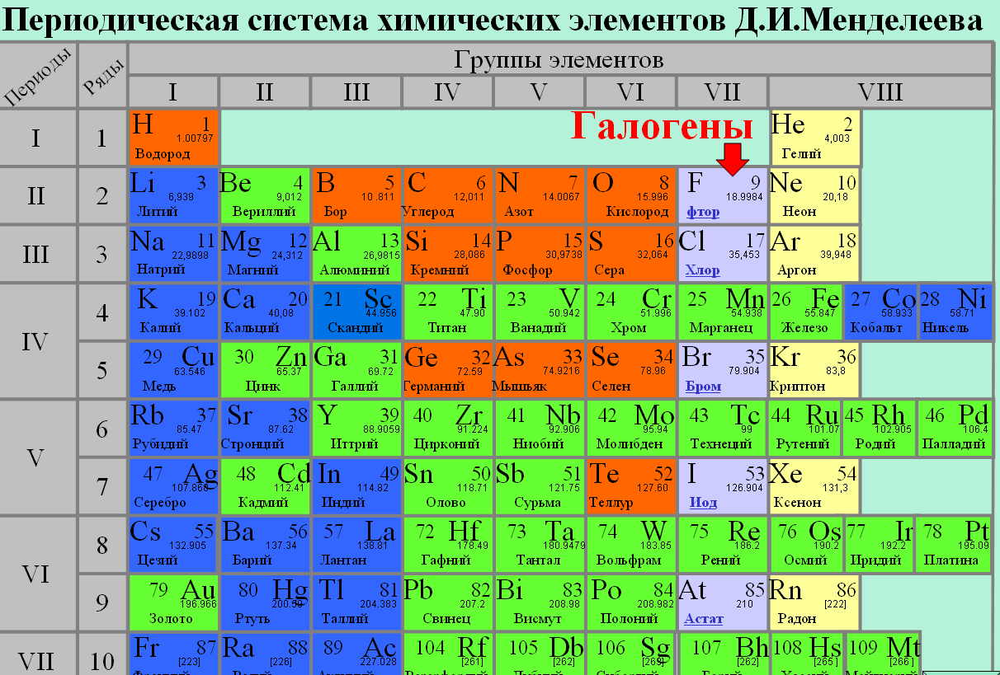 Периодическая система химических элементов Д.И.Менделеева
Периоды Ряды Группы элементов
I II III IV V VI VII VIII
Галогены
I 1 H 1 1.00797 Водород He 2 4,003 Гелий
II 2 Li 3 6,939 Литий Be 4 9,012 Вериллий B 5 10.811 Бор C 6 12,011 Углерод N 7 14.0067 Азот O 8 15.996 Кислород F 9 18.9984 фтор Ne 10 20,18 Неон
III 3 Na 11 22,9898 Натрий Mg 12 24,312 Магний Al 13 26,9815 Алюминий Si 14 28,086 Кремний P 15 30,9738 Фосфор S 16 32,064 Сера Cl 17 35,453 Хлор Ar 18 39,948 Аргон
IV 4 K 19 39.102 Калий Ca 20 40,08 Кальций 21 Sc 44.956 Скандий 22 Ti 47.90 Титан 23 V 50.942 Ванадий 24 Cr 51.996 Хром 25 Mn 54.938 Марганец 26 Fe 55.847 Железо 27 Co 58.933 Кобальт 28 Ni 58.71 Никель
5 29 Cu 63.546 Медь 30 Zn 65.37 Цинк Ga 31 69.72 Галлий Ge 32 72.59 Германий As 33 74.9216 Мышьяк Se 34 78.96 Селен Br 35 79.904 Бром Kr 36 83,8 Криптон
V 6 Rb 37 85.47 Рубидий Sr 38 87.62 Стронций Y 39 88.9059 Иттрий 40 Zr 91.224 Цирконий 41 Nb 92.906 Ниобий 42 Mo 95.94 Молибден 43 Tc 99 Технеций 44 Ru 101.07 Рутений 45 Rh 102.905 Родий 46 Pd 106.4 Палладий
7 47 Ag 107.868 Серебро 48 Cd 112.41 Кадмий In 49 114.82 Индий Sn 50 118.71 Олово Sb 51 121.75 Сурьма Te 52 127.60 Теллур I 53 126.904 Иод Xe 54 131,3 Ксенон
VI 8 Cs 55 132.905 Цезий Ba 56 137.34 Барий 57 La 138.81 Лантан 72 Hf 178.49 Гафний 73 Ta 180.9479 Тантал 74 W 183.85 Вольфрам 75 Re 186.2 Рений 76 Os 190.2 Осмий 77 Ir 192.2 Иридий 78 Pt 195.09 Платина
9 79 Au 196.966 Золото 80 Hg 200.59 Ртуть Tl 81 204.383 Таллий Pb 82 207.2 Свинец Bi 83 208.98 Висмут Po 84 208.982 Полоний At 85 210 Астат Rn 86 [222] Радон
VII 10 Fr 87 [223] Ra 88 [226] 89 Ac 227.028 104 Rf [261] 105 Db [262] 106 Sg 107 Bh [262] 108 Hs [265] 109 Mt [266]